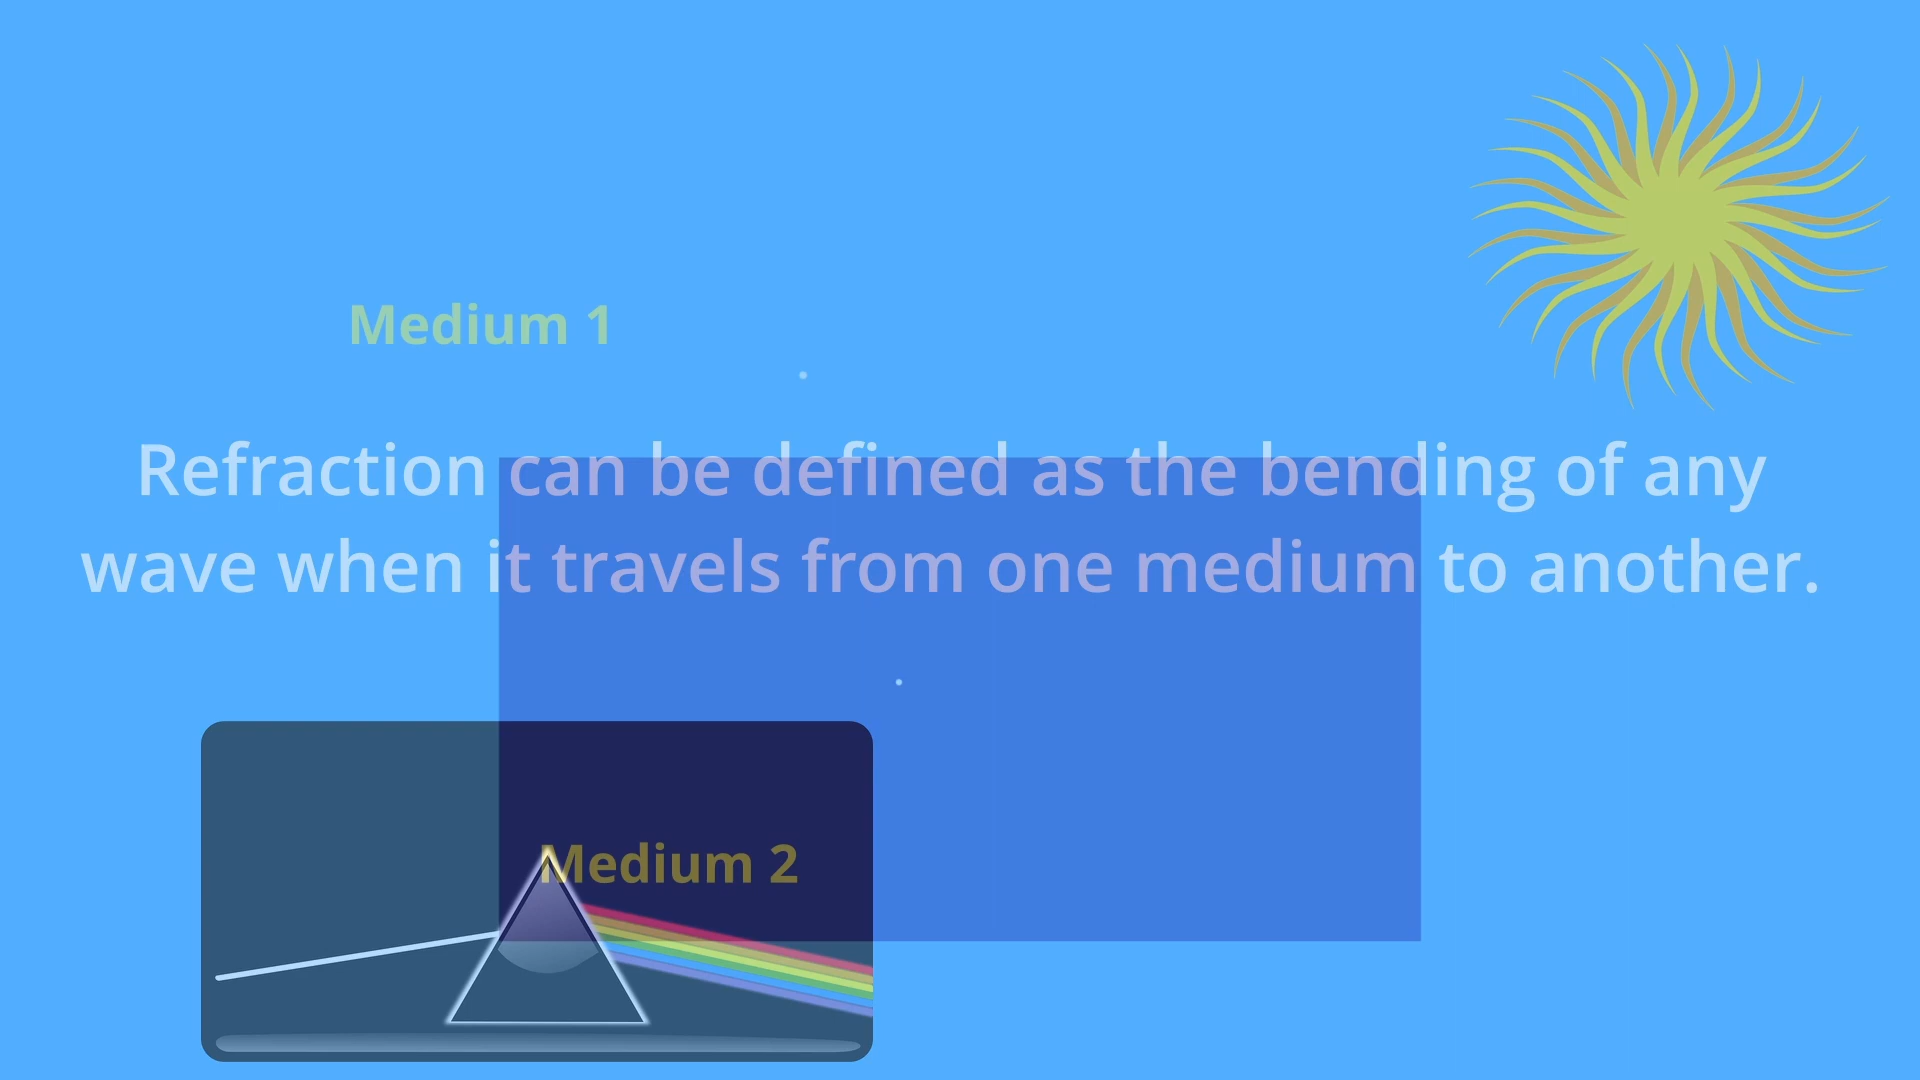 Medium 1
Refraction can be defined as the bending of any
wave when it travels from one medium to another.
Medium 2